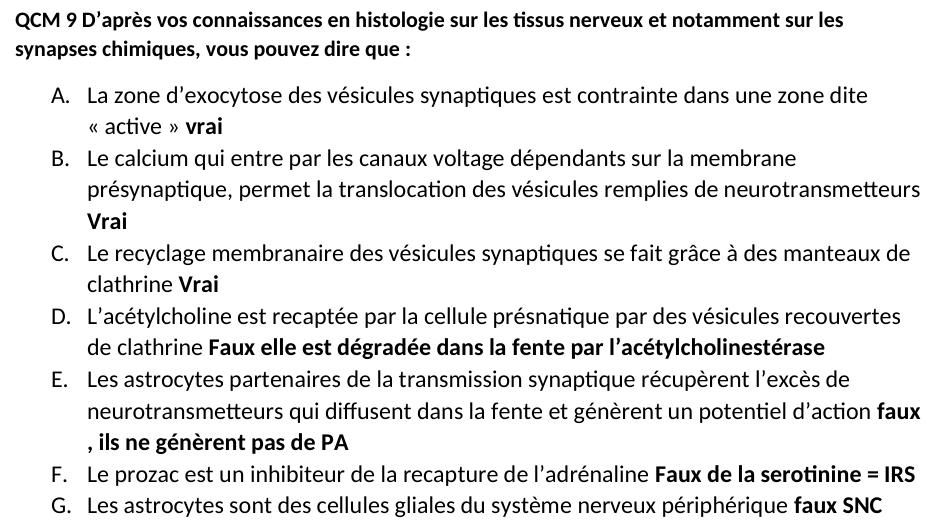 QCM 9 D’après vos connaissances en histologie sur les tissus nerveux et notamment sur les
synapses chimiques, vous pouvez dire que :
A. La zone d’exocytose des vésicules synaptiques est contrainte dans une zone dite
« active » vrai
B. Le calcium qui entre par les canaux voltage dépendants sur la membrane
présynaptique, permet la translocation des vésicules remplies de neurotransmetteurs
Vrai
C. Le recyclage membranaire des vésicules synaptiques se fait grâce à des manteaux de
clathrine Vrai
D. L’acétylcholine est recaptée par la cellule présnatique par des vésicules recouvertes
de clathrine Faux elle est dégradée dans la fente par l’acétylcholinestérase
E. Les astrocytes partenaires de la transmission synaptique récupèrent l’excès de
neurotransmetteurs qui diffusent dans la fente et génèrent un potentiel d’action faux
, ils ne génèrent pas de PA
F. Le prozac est un inhibiteur de la recapture de l’adrénaline Faux de la serotinine = IRS
G. Les astrocytes sont des cellules gliales du système nerveux périphérique faux SNC